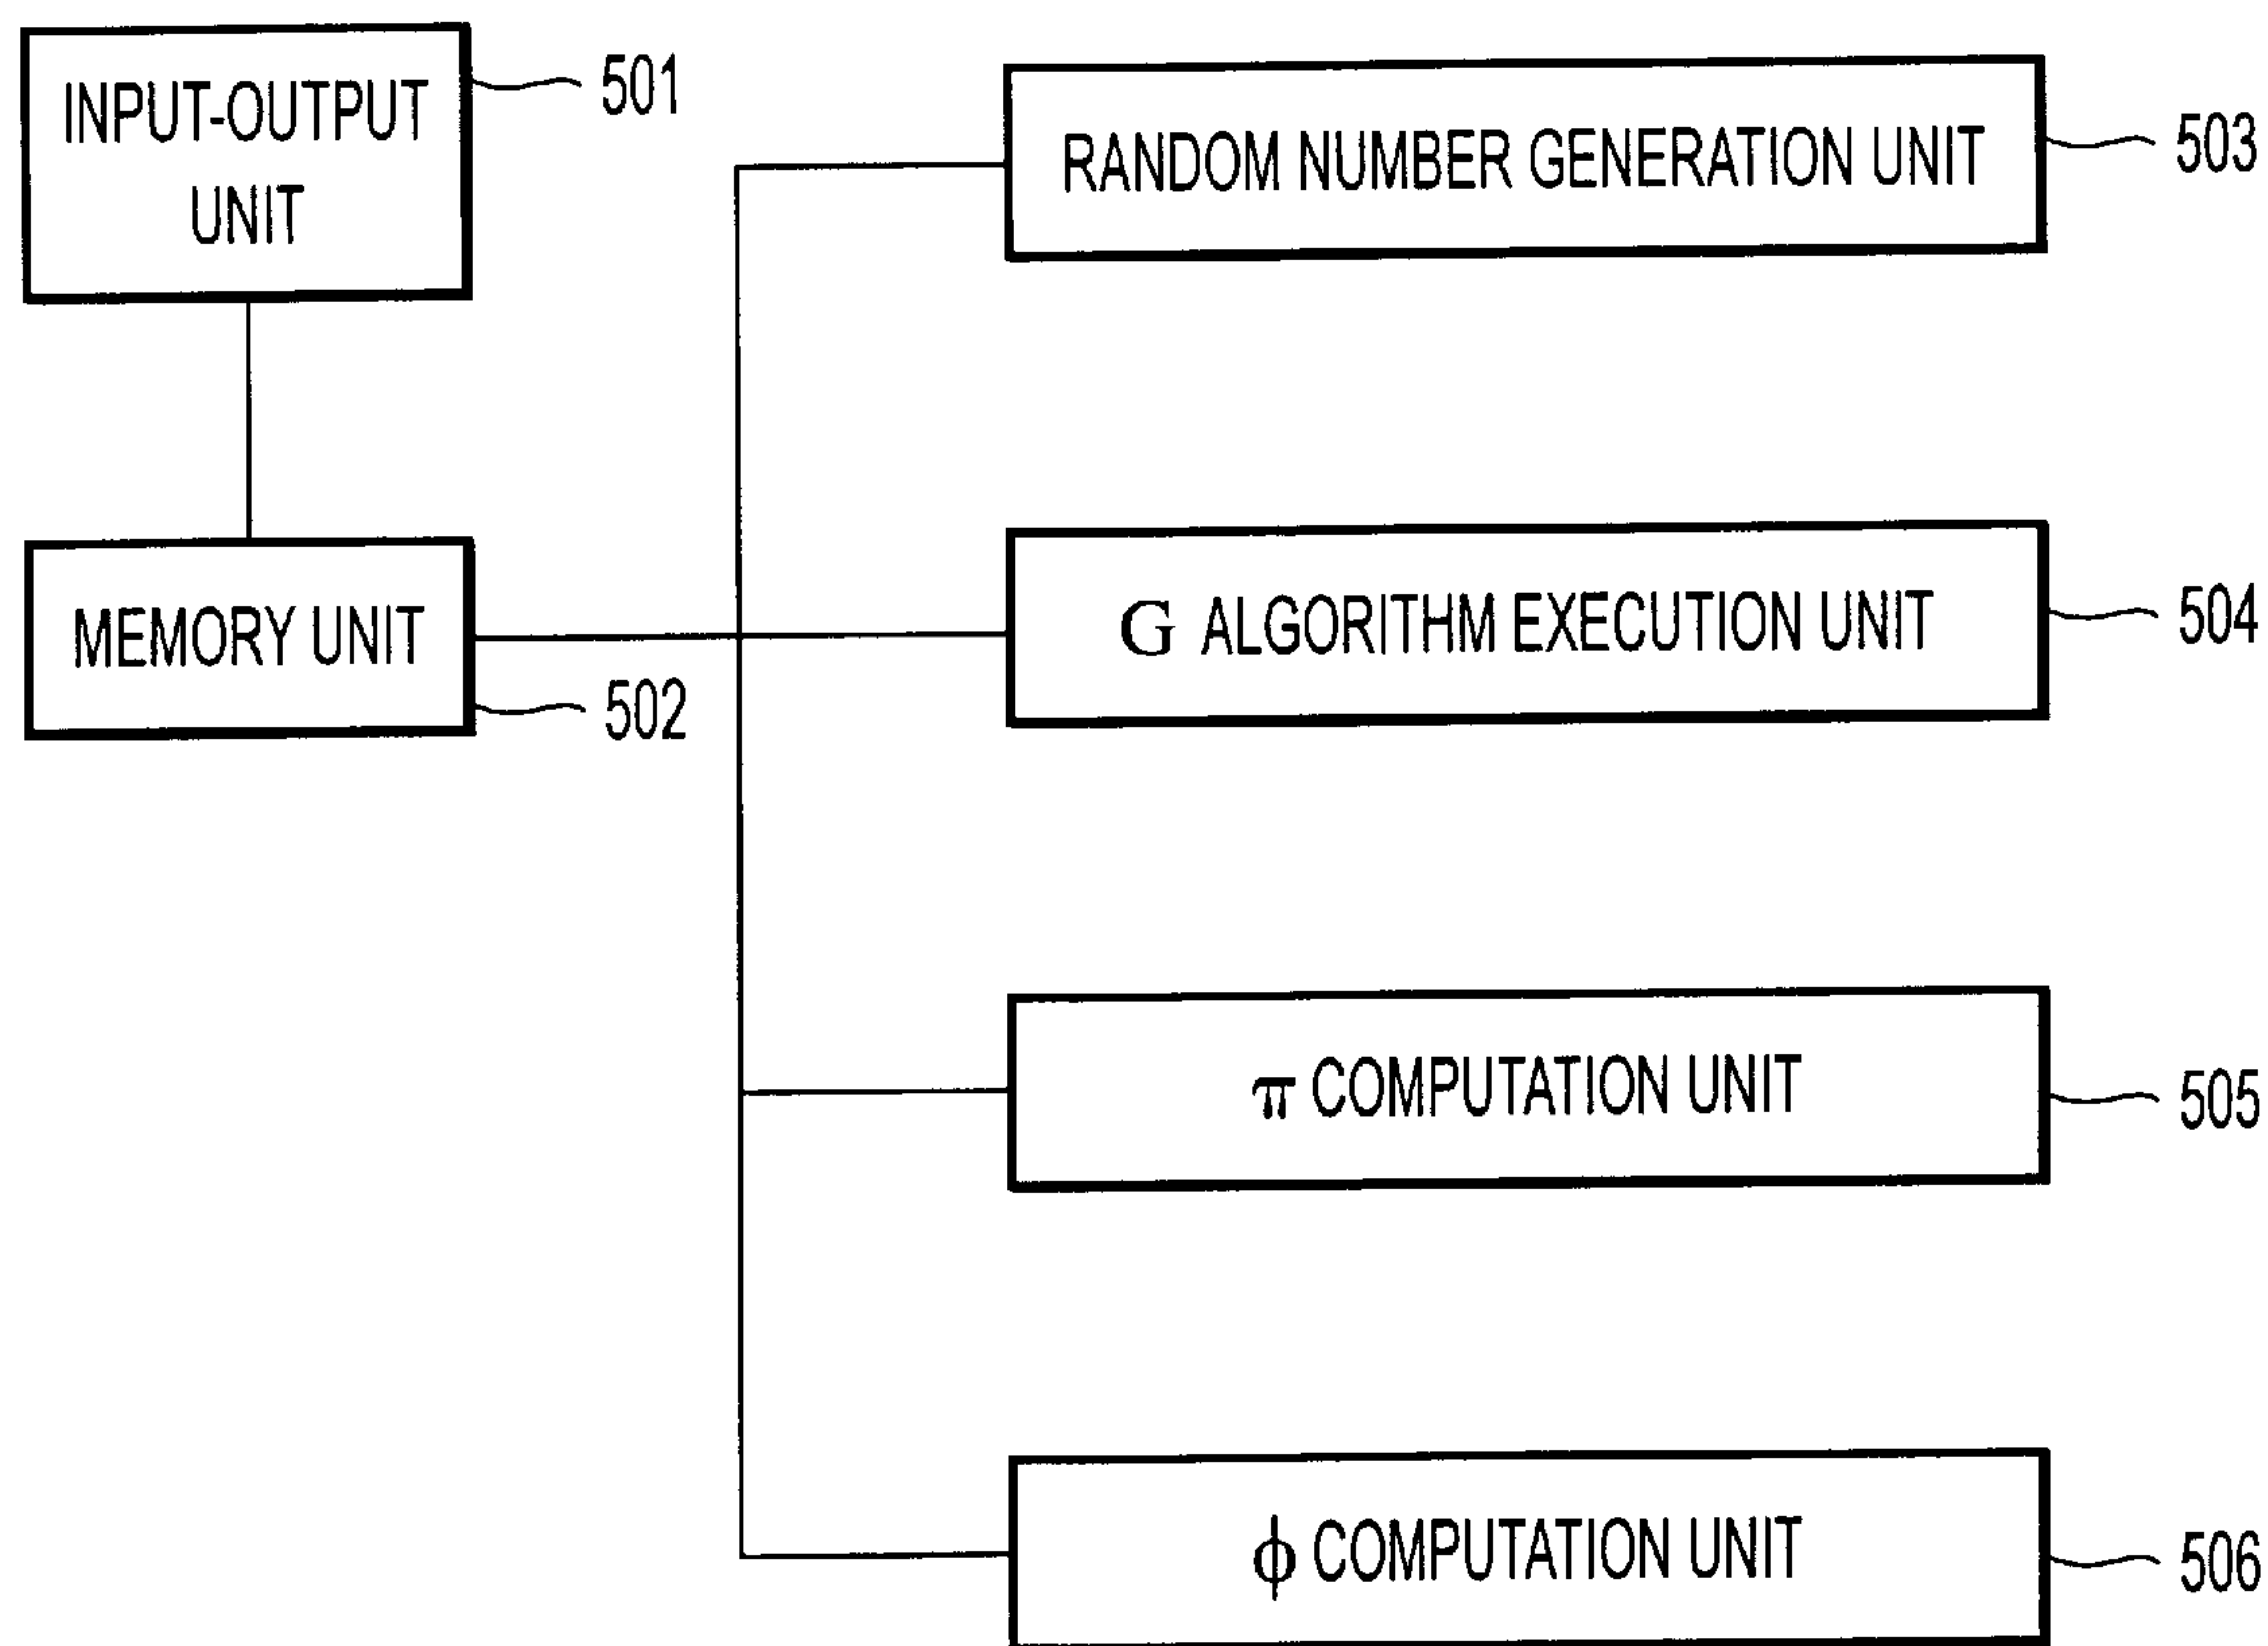 INPUT-OUTPUT
UNIT
501
RANDOM NUMBER GENERATION UNIT
503
MEMORY UNIT
502
G ALGORITHM EXECUTION UNIT
504
π COMPUTATION UNIT
505
ϕ COMPUTATION UNIT
506